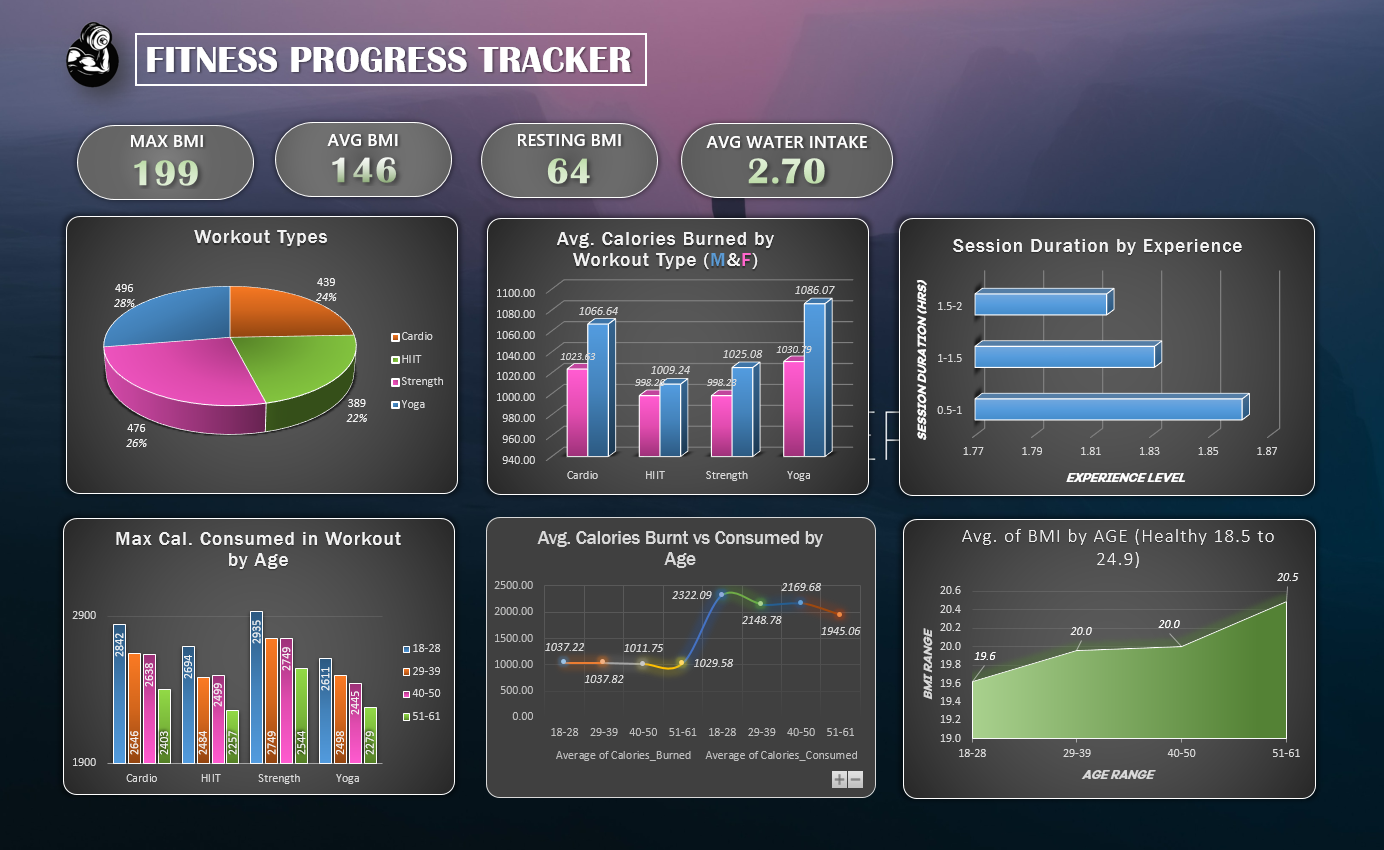 FITNESS PROGRESS TRACKER
MAX BMI
199
AVG BMI
146
RESTING BMI
64
AVG WATER INTAKE
2.70
Workout Types
496
28%
439
24%
389
22%
476
26%
Cardio
HIIT
Strength
Yoga
Avg. Calories Burned by
Workout Type (M&F)
1100.00
1080.00
1060.00
1040.00
1020.00
1000.00
980.00
960.00
940.00
1023.63
1066.64
1009.24
998.23
1025.08
1030.79
1086.07
Cardio
HIIT
Strength
Yoga
Session Duration by Experience
SESSION DURATION (HRS)
1.5-2
1-1.5
0.5-1
1.77
1.79
1.81
1.83
1.85
1.87
EXPERIENCE LEVEL
Max Cal. Consumed in Workout
by Age
2900
1900
2842
2646
2638
2403
2694
2484
2499
2257
2935
2749
2749
2544
2611
2498
2445
2279
Cardio
HIIT
Strength
Yoga
18-28
29-39
40-50
51-61
Avg. Calories Burnt vs Consumed by
Age
2500.00
2000.00
1500.00
1000.00
500.00
0.00
1037.22
1037.82
1011.75
1029.58
2322.09
2148.78
2169.68
1945.06
18-28 29-39 40-50 51-61 18-28 29-39 40-50 51-61
Average of Calories_Burned Average of Calories_Consumed
+ −
Avg. of BMI by AGE (Healthy 18.5 to
24.9)
BMI RANGE
20.6
20.4
20.2
20.0
19.8
19.6
19.4
19.2
19.0
19.6
20.0
20.0
20.5
18-28
29-39
40-50
51-61
AGE RANGE